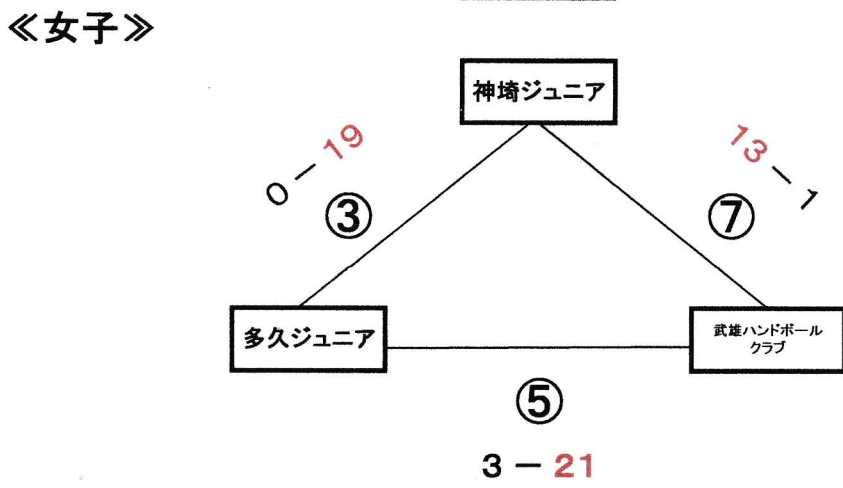 ≪女子≫
神埼ジュニア
0 － 19
13 － 1
③
⑦
多久ジュニア
武雄ハンドボール
クラブ
⑤
3 － 21